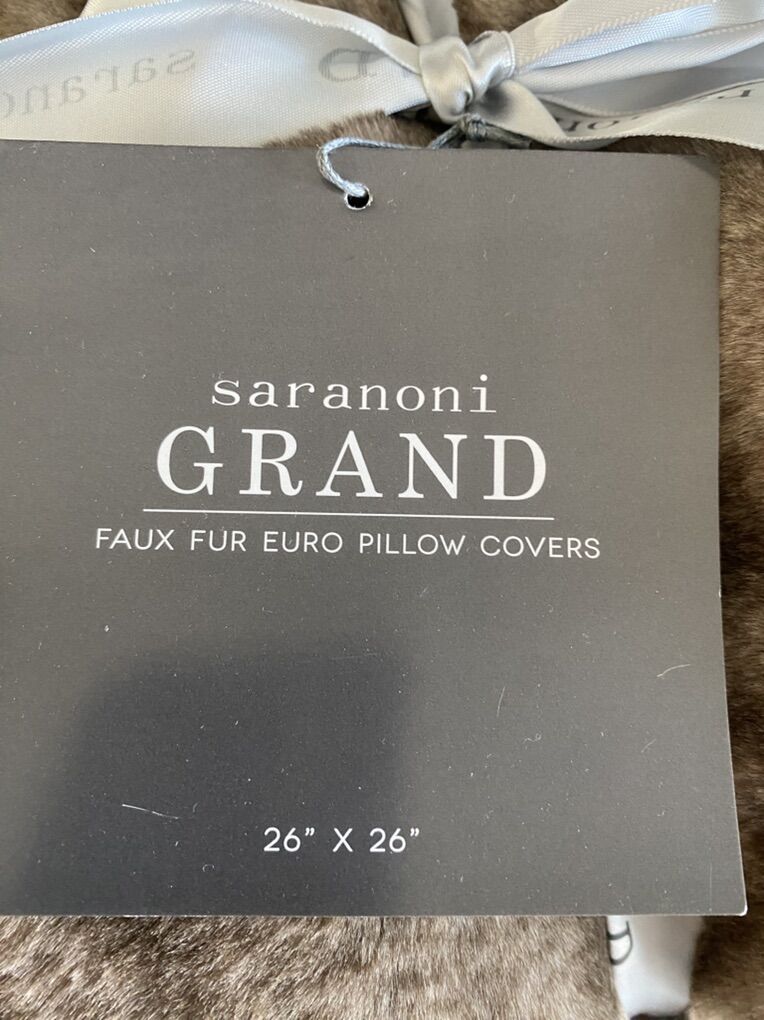 saranoni
GRAND
FAUX FUR EURO PILLOW COVERS
26” X 26”